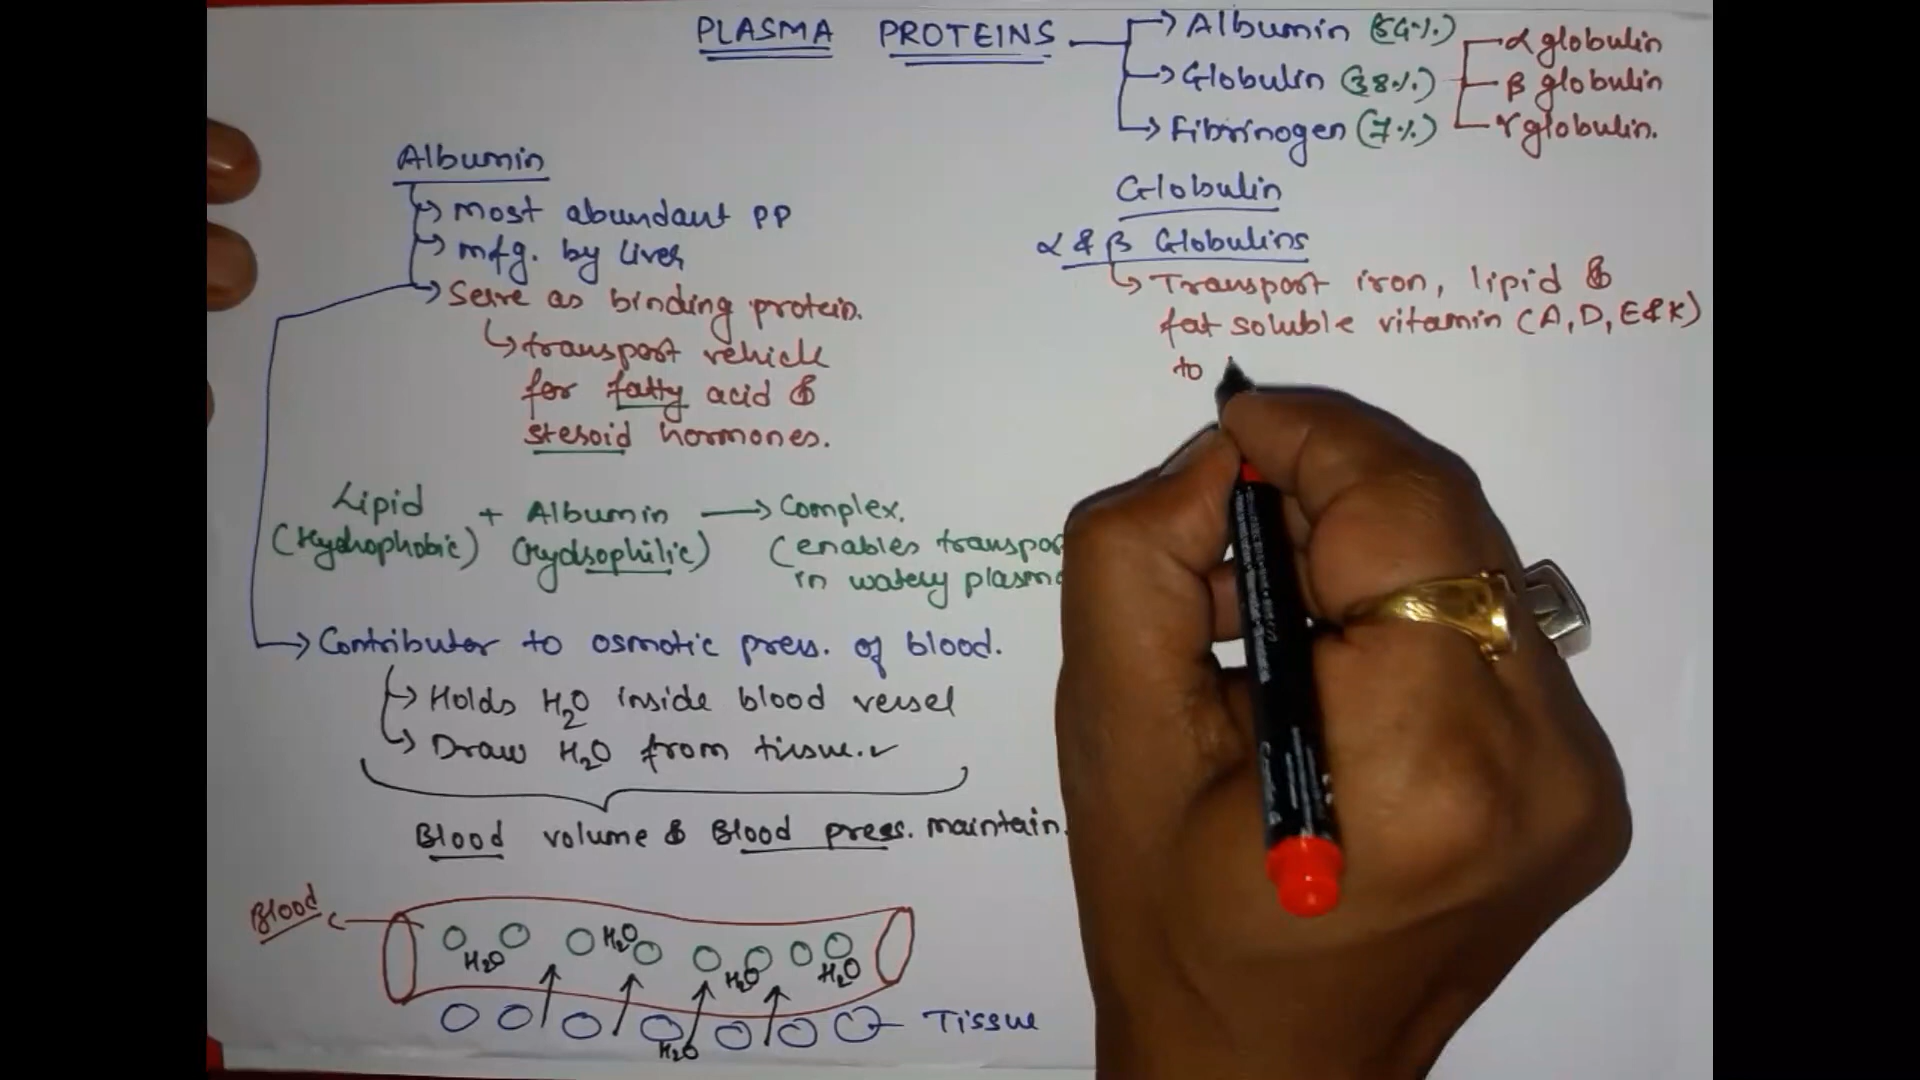 PLASMA PROTEINS
Albumin (54%)
Globulin (38%)
Fibrinogen (7%)
α globulin
β globulin
γ globulin.
Albumin
most abundant PP
mfg. by liver
Serve as binding protein.
transport vehicle
for fatty acid &
steroid hormones.
Lipid + Albumin → Complex.
(Hydrophobic) (Hydrophilic) (enables transpor
in watery plasma
Contributor to osmotic press. of blood.
Holds H₂O inside blood vessel
Draw H₂O from tissue.
Blood volume & Blood press. maintain.
Blood
H₂O H₂O H₂O H₂O
Tissue
H₂O
Globulin
α & β Globulins
Transport iron, lipid &
fat soluble vitamin (A, D, E & K)
to